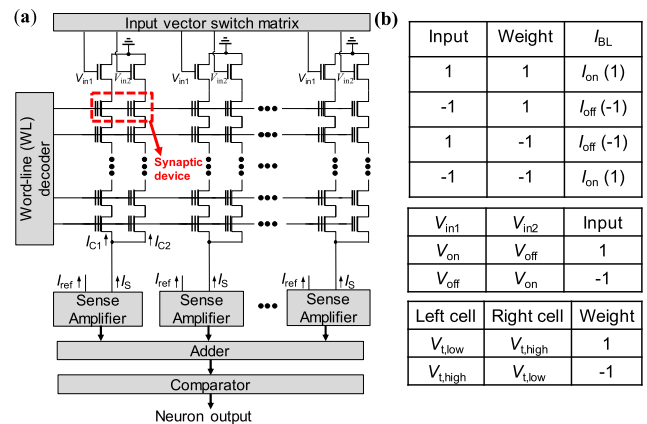 (a)
Input vector switch matrix
Vin1 Vin2 Vin1 Vin2 Vin1 Vin2
Word-line (WL)
decoder
Synaptic
device
IC1 IC2
Iref IS Iref IS Iref IS
Sense
Amplifier
Sense
Amplifier
Sense
Amplifier
Adder
Comparator
Neuron output
(b)
Input Weight IBL
1 1 Ion (1)
-1 1 Ioff (-1)
1 -1 Ioff (-1)
-1 -1 Ion (1)
Vin1 Vin2 Input
Von Voff 1
Voff Von -1
Left cell Right cell Weight
Vt,low Vt,high 1
Vt,high Vt,low -1